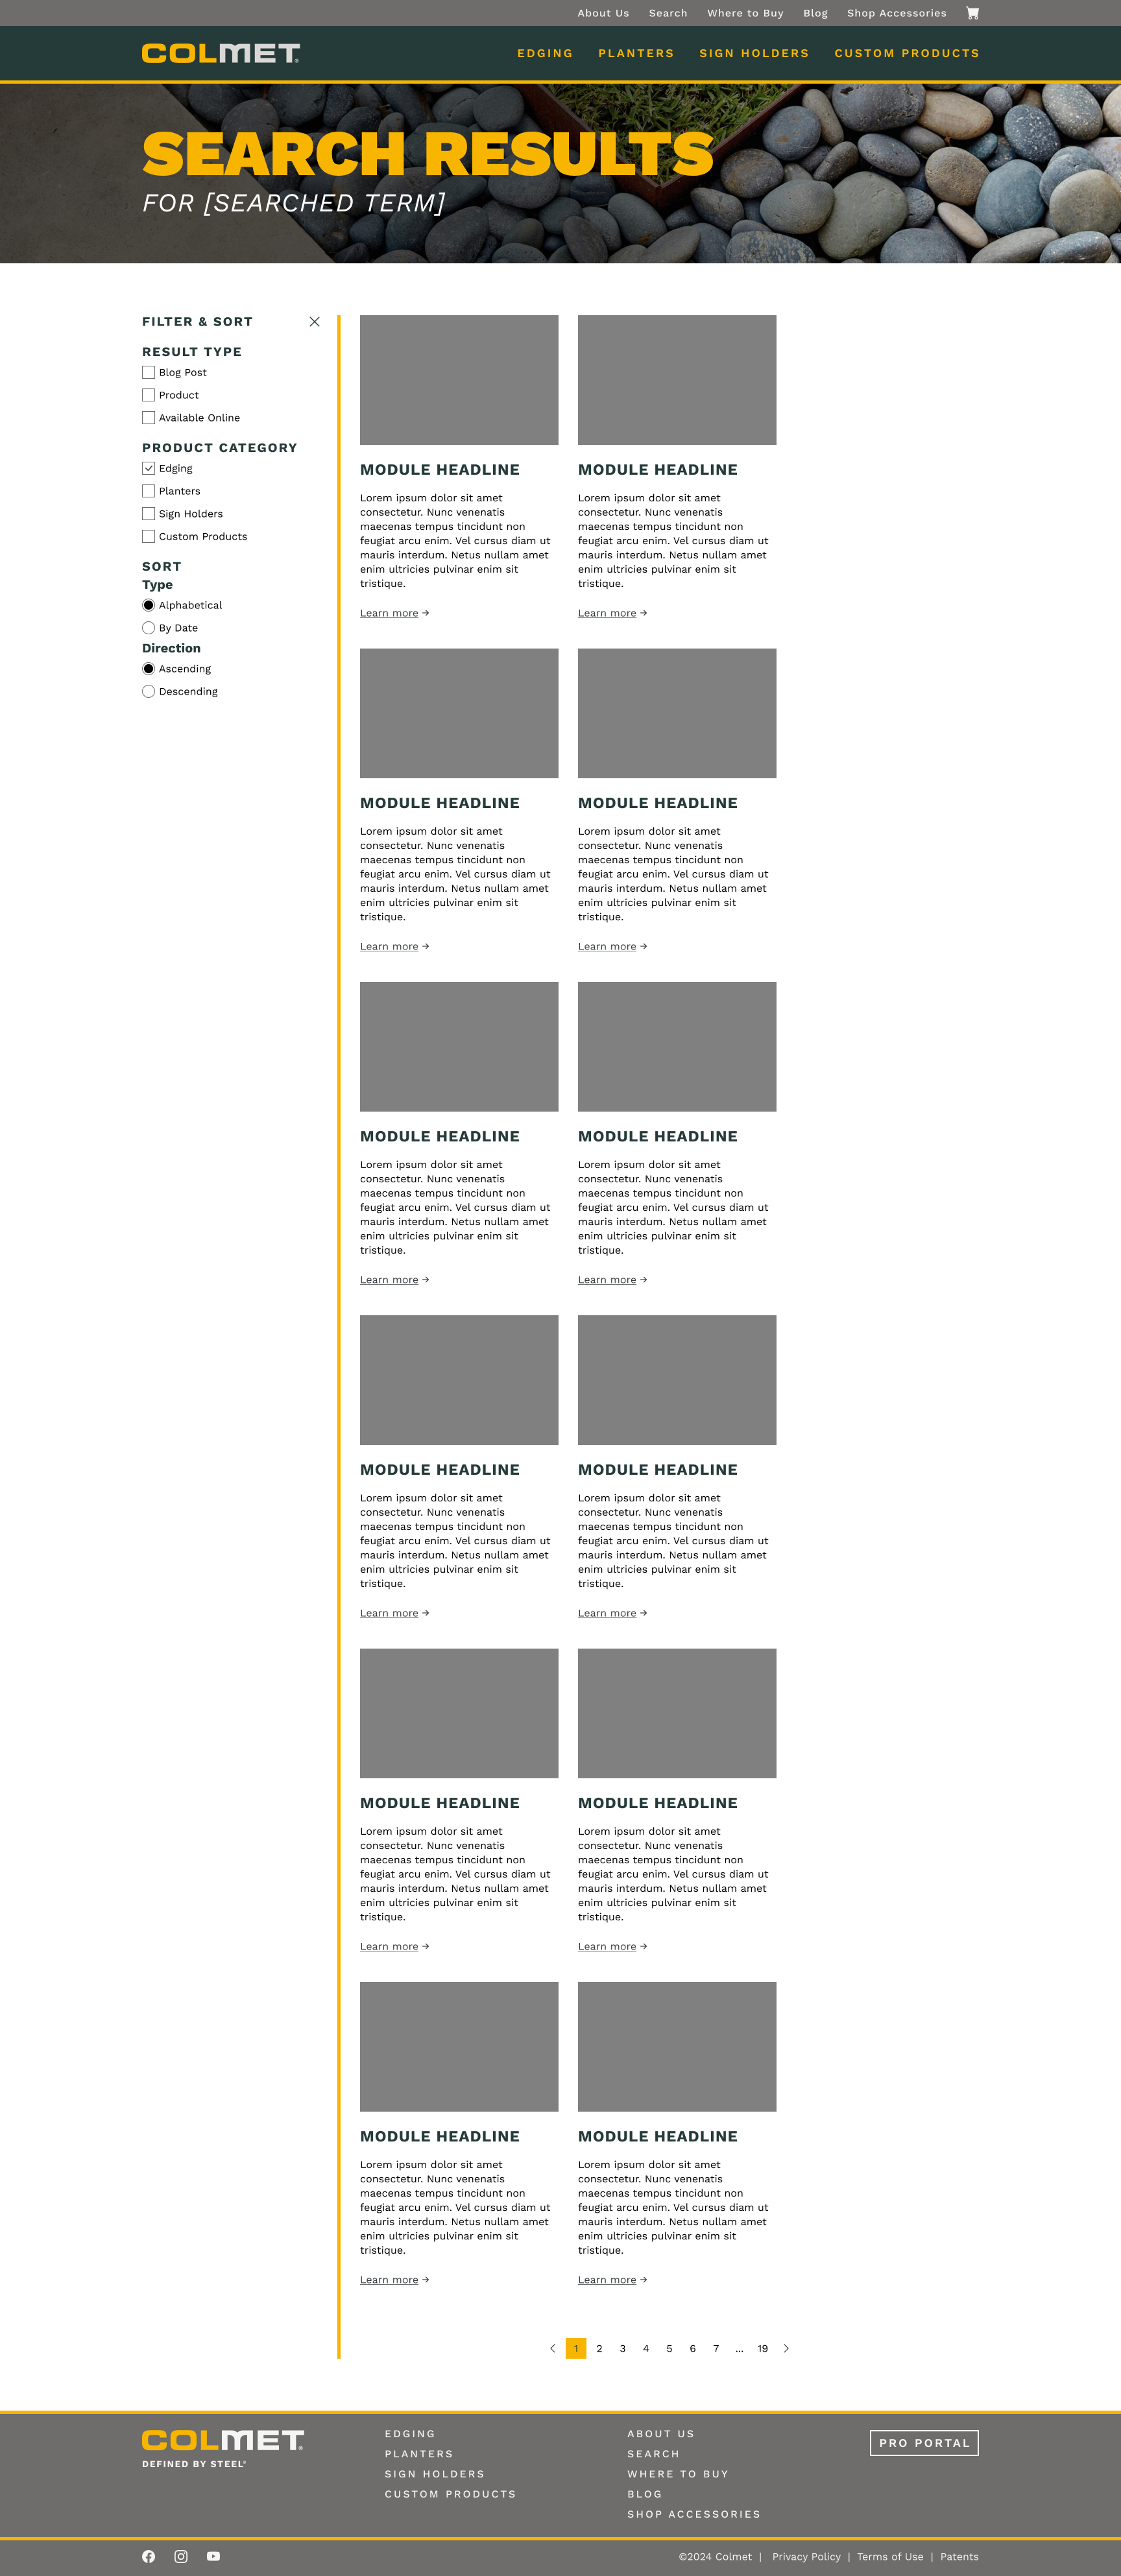 About Us Search Where to Buy Blog Shop Accessories
COLMET®
EDGING PLANTERS SIGN HOLDERS CUSTOM PRODUCTS
SEARCH RESULTS
FOR [SEARCHED TERM]
FILTER & SORT
RESULT TYPE
Blog Post
Product
Available Online
PRODUCT CATEGORY
Edging
Planters
Sign Holders
Custom Products
SORT
Type
Alphabetical
By Date
Direction
Ascending
Descending
MODULE HEADLINE
Lorem ipsum dolor sit amet
consectetur. Nunc venenatis
maecenas tempus tincidunt non
feugiat arcu enim. Vel cursus diam ut
mauris interdum. Netus nullam amet
enim ultricies pulvinar enim sit
tristique.
Learn more →
MODULE HEADLINE
Lorem ipsum dolor sit amet
consectetur. Nunc venenatis
maecenas tempus tincidunt non
feugiat arcu enim. Vel cursus diam ut
mauris interdum. Netus nullam amet
enim ultricies pulvinar enim sit
tristique.
Learn more →
MODULE HEADLINE
Lorem ipsum dolor sit amet
consectetur. Nunc venenatis
maecenas tempus tincidunt non
feugiat arcu enim. Vel cursus diam ut
mauris interdum. Netus nullam amet
enim ultricies pulvinar enim sit
tristique.
Learn more →
MODULE HEADLINE
Lorem ipsum dolor sit amet
consectetur. Nunc venenatis
maecenas tempus tincidunt non
feugiat arcu enim. Vel cursus diam ut
mauris interdum. Netus nullam amet
enim ultricies pulvinar enim sit
tristique.
Learn more →
MODULE HEADLINE
Lorem ipsum dolor sit amet
consectetur. Nunc venenatis
maecenas tempus tincidunt non
feugiat arcu enim. Vel cursus diam ut
mauris interdum. Netus nullam amet
enim ultricies pulvinar enim sit
tristique.
Learn more →
MODULE HEADLINE
Lorem ipsum dolor sit amet
consectetur. Nunc venenatis
maecenas tempus tincidunt non
feugiat arcu enim. Vel cursus diam ut
mauris interdum. Netus nullam amet
enim ultricies pulvinar enim sit
tristique.
Learn more →
MODULE HEADLINE
Lorem ipsum dolor sit amet
consectetur. Nunc venenatis
maecenas tempus tincidunt non
feugiat arcu enim. Vel cursus diam ut
mauris interdum. Netus nullam amet
enim ultricies pulvinar enim sit
tristique.
Learn more →
MODULE HEADLINE
Lorem ipsum dolor sit amet
consectetur. Nunc venenatis
maecenas tempus tincidunt non
feugiat arcu enim. Vel cursus diam ut
mauris interdum. Netus nullam amet
enim ultricies pulvinar enim sit
tristique.
Learn more →
MODULE HEADLINE
Lorem ipsum dolor sit amet
consectetur. Nunc venenatis
maecenas tempus tincidunt non
feugiat arcu enim. Vel cursus diam ut
mauris interdum. Netus nullam amet
enim ultricies pulvinar enim sit
tristique.
Learn more →
MODULE HEADLINE
Lorem ipsum dolor sit amet
consectetur. Nunc venenatis
maecenas tempus tincidunt non
feugiat arcu enim. Vel cursus diam ut
mauris interdum. Netus nullam amet
enim ultricies pulvinar enim sit
tristique.
Learn more →
MODULE HEADLINE
Lorem ipsum dolor sit amet
consectetur. Nunc venenatis
maecenas tempus tincidunt non
feugiat arcu enim. Vel cursus diam ut
mauris interdum. Netus nullam amet
enim ultricies pulvinar enim sit
tristique.
Learn more →
MODULE HEADLINE
Lorem ipsum dolor sit amet
consectetur. Nunc venenatis
maecenas tempus tincidunt non
feugiat arcu enim. Vel cursus diam ut
mauris interdum. Netus nullam amet
enim ultricies pulvinar enim sit
tristique.
Learn more →
1 2 3 4 5 6 7 ... 19
COLMET®
DEFINED BY STEEL®
EDGING
PLANTERS
SIGN HOLDERS
CUSTOM PRODUCTS
ABOUT US
SEARCH
WHERE TO BUY
BLOG
SHOP ACCESSORIES
PRO PORTAL
©2024 Colmet | Privacy Policy | Terms of Use | Patents